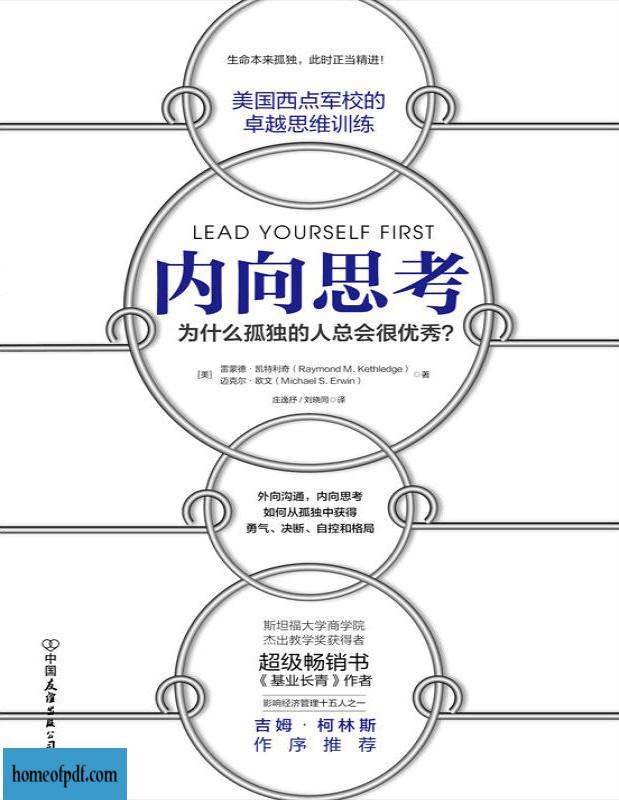 生命本来孤独，此时正当精进！
美国西点军校的
卓越思维训练
LEAD YOURSELF FIRST
内向思考
为什么孤独的人总会很优秀？
[美] 雷蒙德·凯特利奇（Raymond M. Kethledge）
迈克尔·欧文（Michael S. Erwin） ◎著
庄逸抒/刘晓同◎译
外向沟通，内向思考
如何从孤独中获得
勇气、决断、自控和格局
斯坦福大学商学院
杰出教学奖获得者
超级畅销书
《基业长青》作者
影响经济管理十五人之一
吉姆·柯林斯
作序推荐
中国友谊出版公司
homeofpdf.com